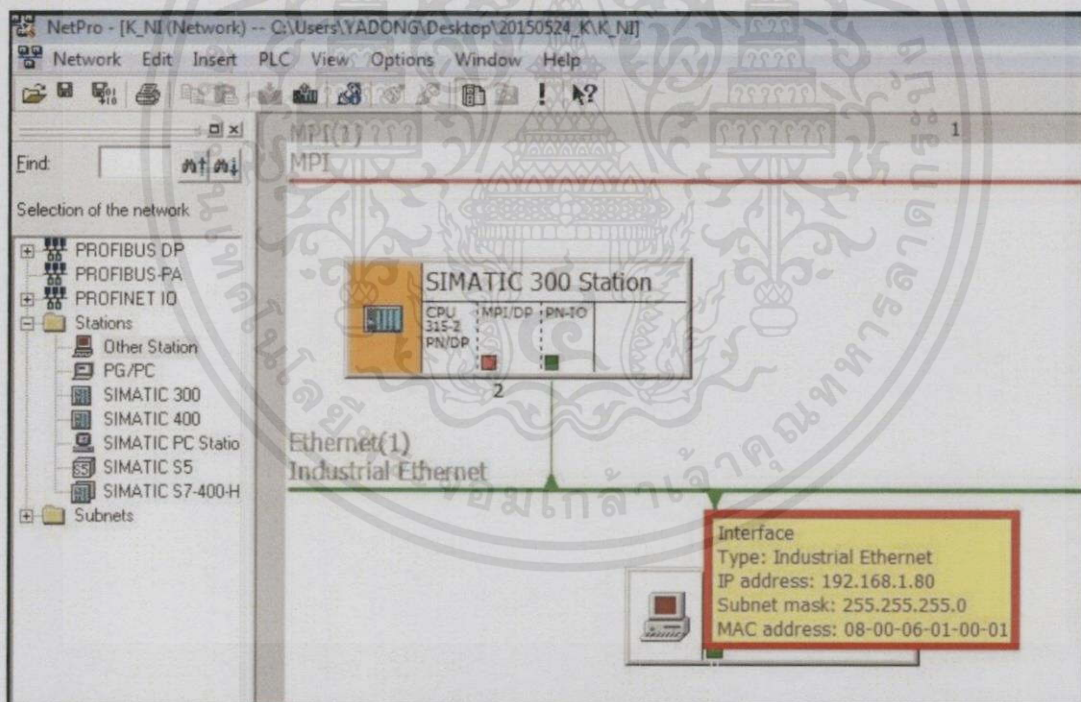 NetPro - [K_NI (Network) -- C:\Users\YADONG\Desktop\20150524_K\K_NI]
Network Edit Insert PLC View Options Window Help
Find:
Selection of the network
PROFIBUS DP
PROFIBUS-PA
PROFINET IO
Stations
Other Station
PG/PC
SIMATIC 300
SIMATIC 400
SIMATIC PC Statio
SIMATIC S5
SIMATIC S7-400-H
Subnets
MPI(1)
1
MPI
SIMATIC 300 Station
CPU
315-2
PN/DP
MPI/DP
PN-IO
2
Ethernet(1)
Industrial Ethernet
Interface
Type: Industrial Ethernet
IP address: 192.168.1.80
Subnet mask: 255.255.255.0
MAC address: 08-00-06-01-00-01